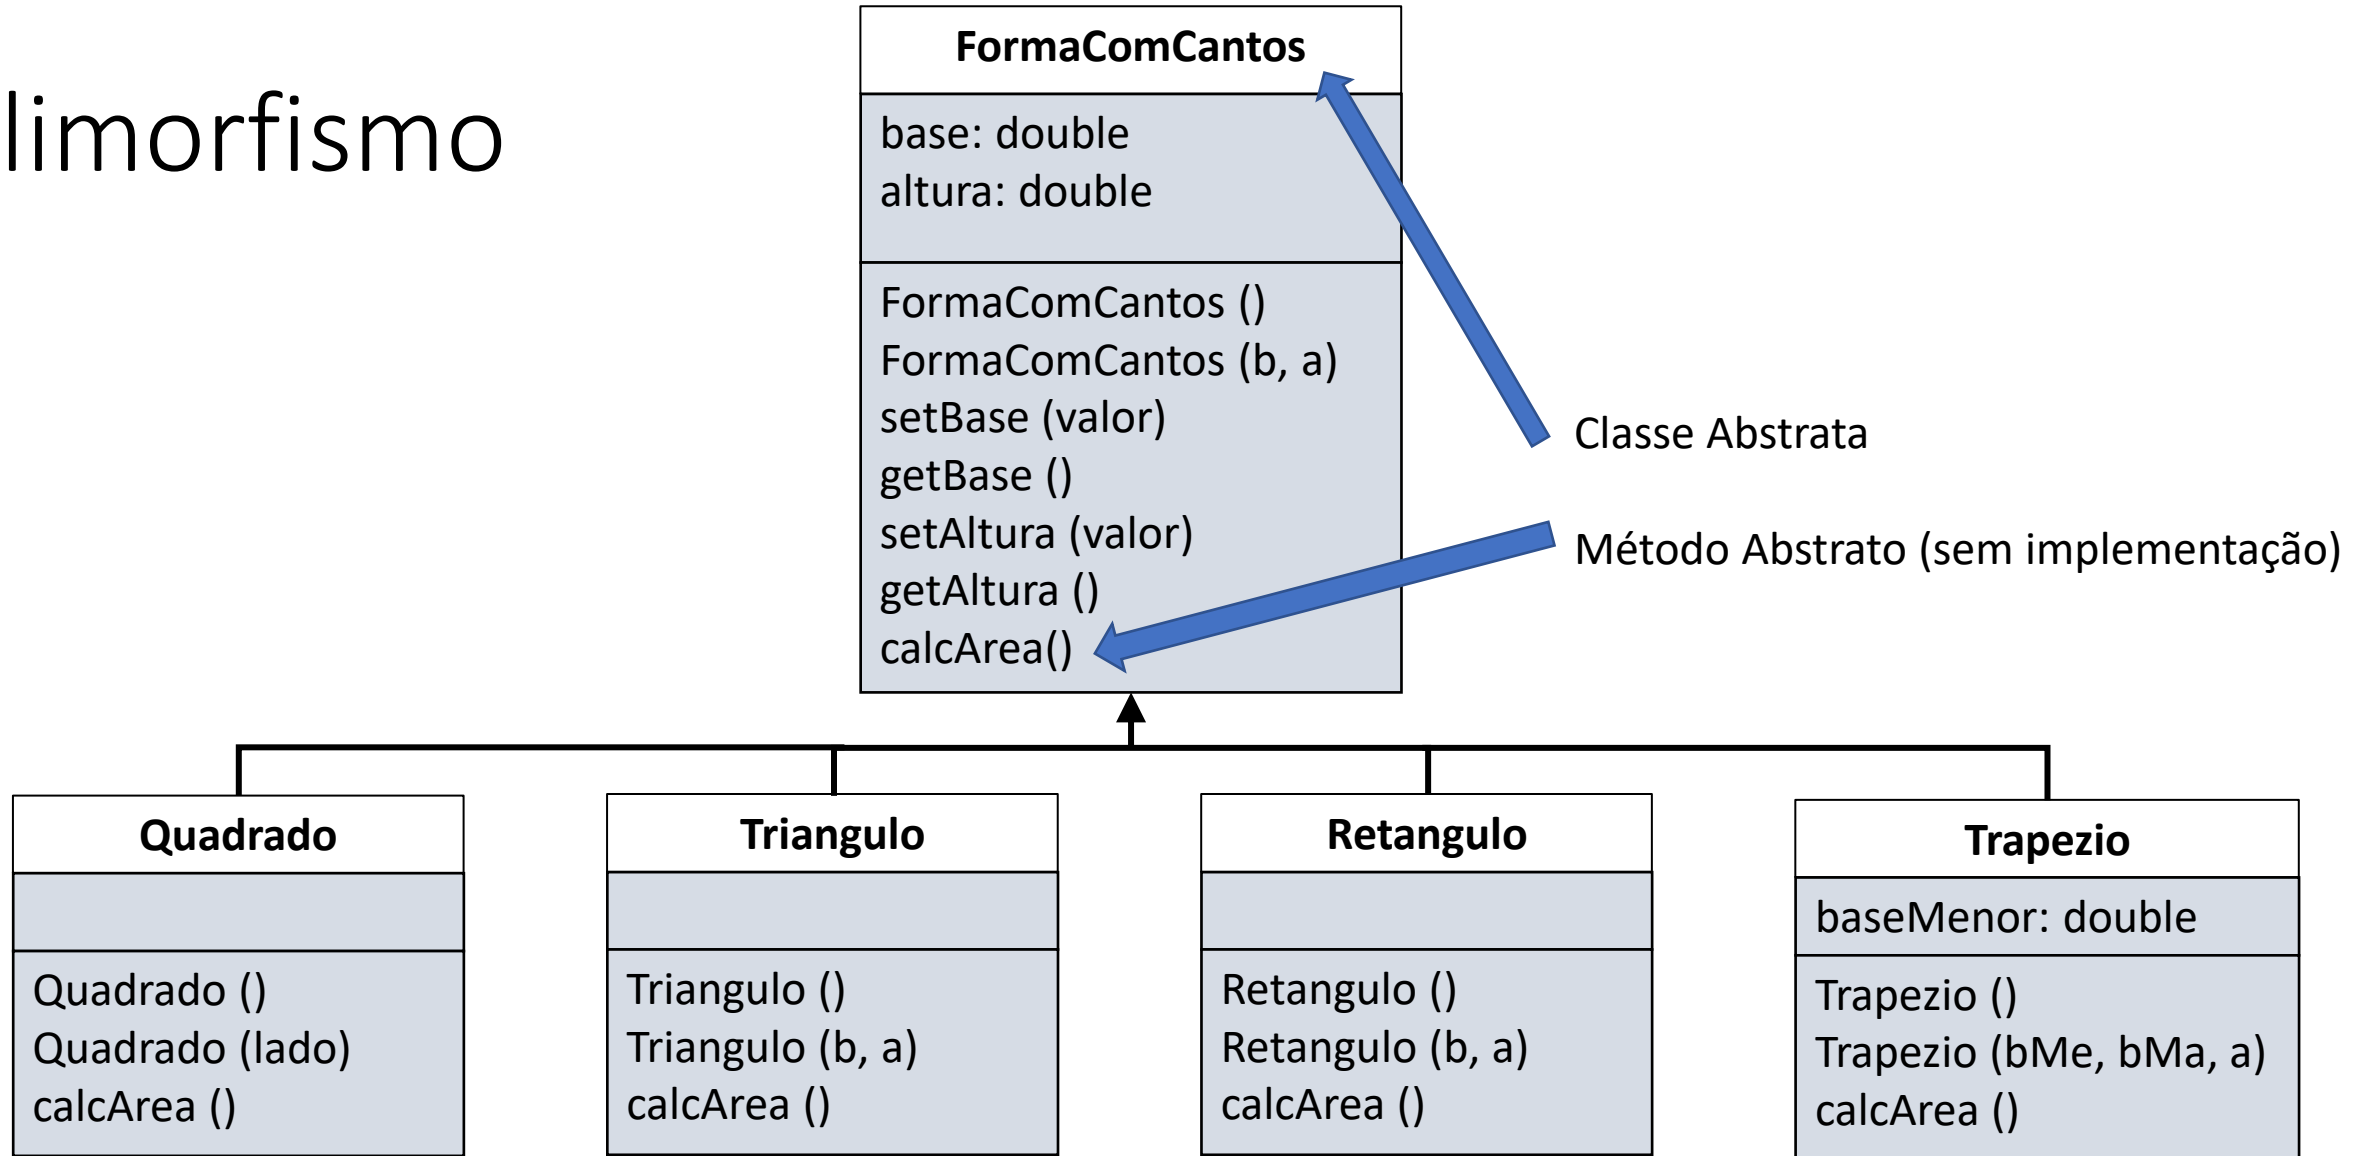 limorfismo
FormaComCantos
base: double
altura: double
FormaComCantos ()
FormaComCantos (b, a)
setBase (valor)
getBase ()
setAltura (valor)
getAltura ()
calcArea()
Classe Abstrata
Método Abstrato (sem implementação)
Quadrado
Quadrado ()
Quadrado (lado)
calcArea ()
Triangulo
Triangulo ()
Triangulo (b, a)
calcArea ()
Retangulo
Retangulo ()
Retangulo (b, a)
calcArea ()
Trapezio
baseMenor: double
Trapezio ()
Trapezio (bMe, bMa, a)
calcArea ()